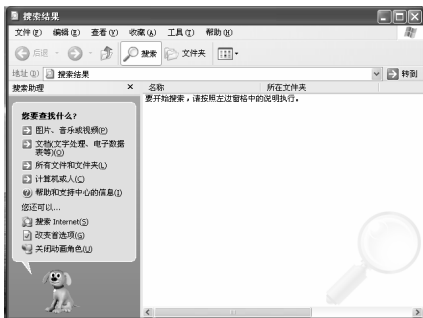 搜索结果
文件(F) 编辑(E) 查看(V) 收藏(A) 工具(T) 帮助(H)
后退 搜索 文件夹
地址(D) 搜索结果 转到
搜索助理 × 名称 所在文件夹
要开始搜索，请按照左边窗格中的说明执行。
您要查找什么?
图片、音乐或视频(P)
文档(文字处理、电子数据
表等)(O)
所有文件和文件夹(L)
计算机或人(C)
帮助和支持中心的信息(I)
您还可以...
搜索 Internet(S)
改变首选项(G)
关闭动画角色(U)